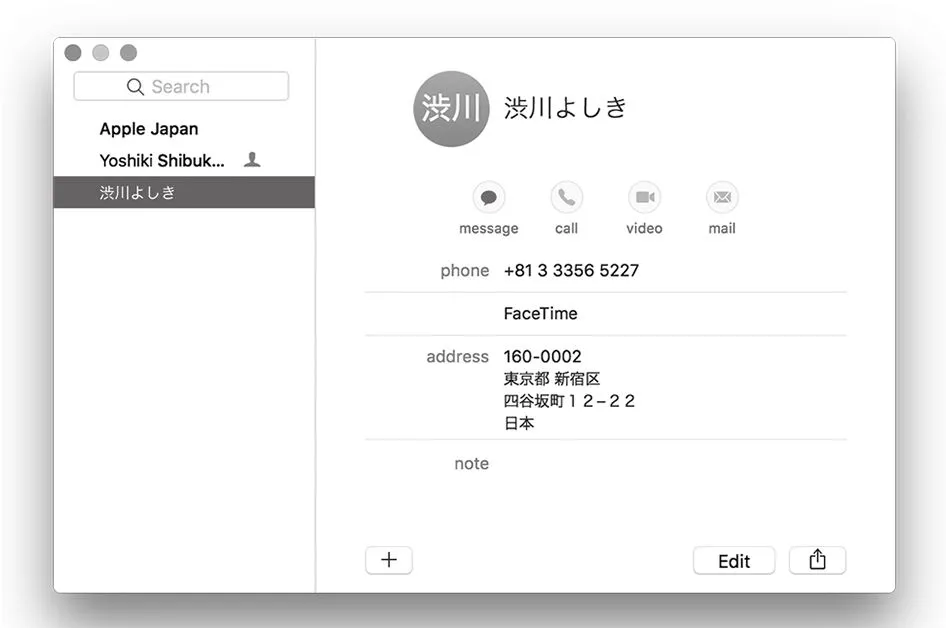 Search
Apple Japan
Yoshiki Shibuk...
渋川よしき
渋川 渋川よしき
message call video mail
phone +81 3 3356 5227
FaceTime
address 160-0002
東京都 新宿区
四谷坂町１２−２２
日本
note
+ Edit